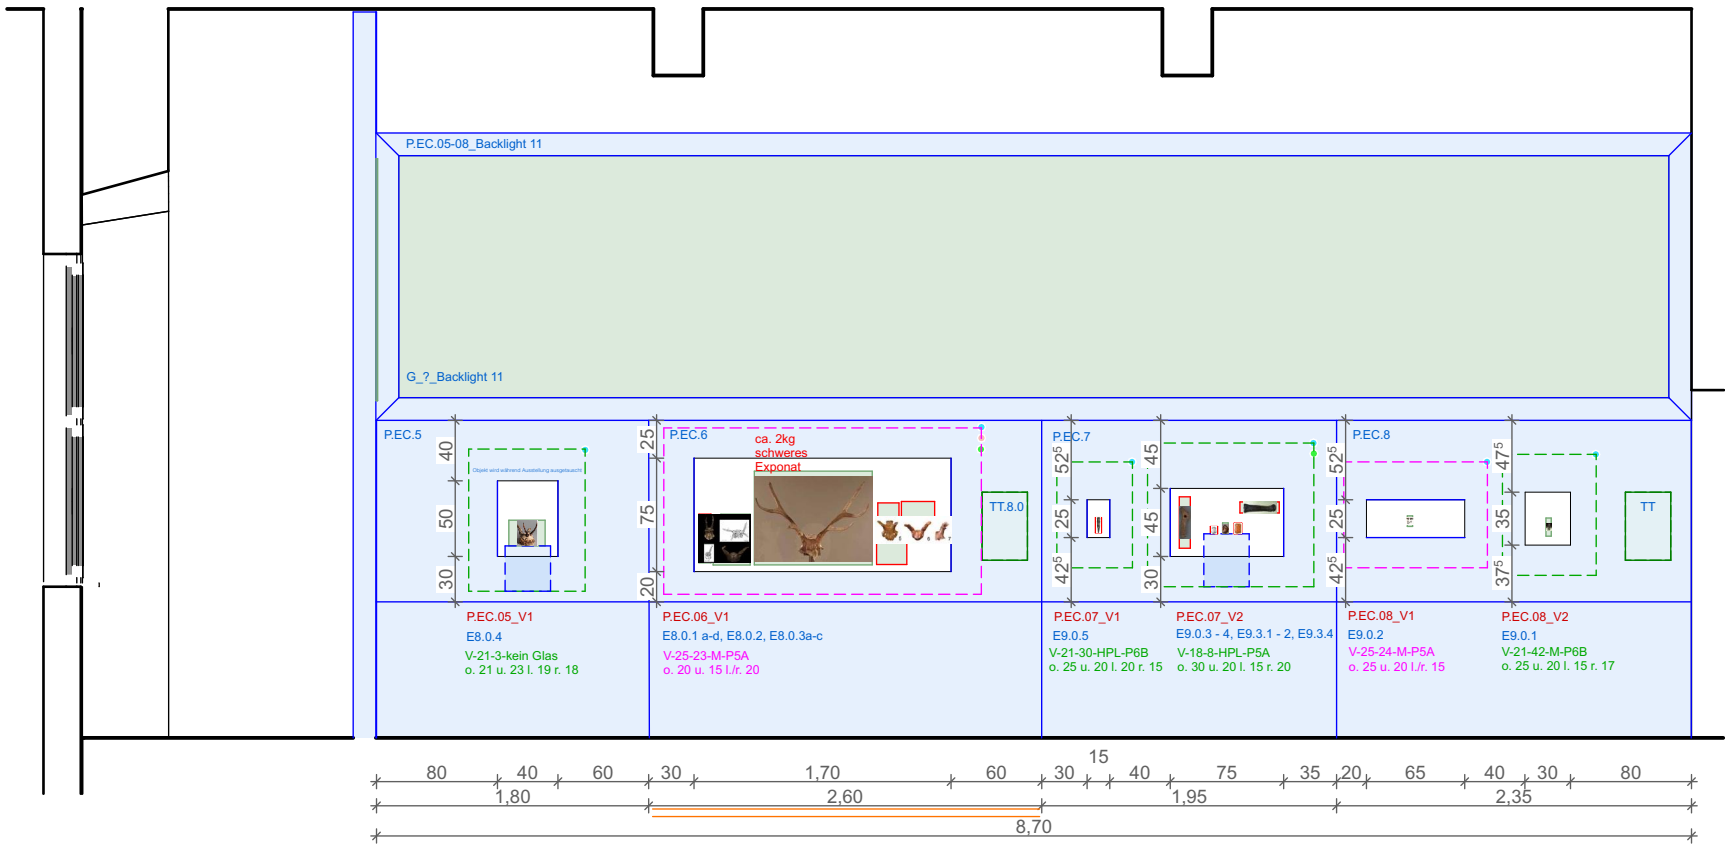 P.EC.05-08_Backlight 11
G_?_Backlight 11
P.EC.5
P.EC.6
P.EC.7
P.EC.8
ca. 2kg
schweres
Exponat
Objekt wird während Ausstellung ausgetauscht
TT.8.0
TT
40
50
30
25
75
20
52⁵
25
42⁵
45
45
30
52⁵
25
42⁵
47⁵
35
37⁵
P.EC.05_V1
E8.0.4
V-21-3-kein Glas
o. 21 u. 23 l. 19 r. 18
P.EC.06_V1
E8.0.1 a-d, E8.0.2, E8.0.3a-c
V-25-23-M-P5A
o. 20 u. 15 l./r. 20
P.EC.07_V1
E9.0.5
V-21-30-HPL-P6B
o. 25 u. 20 l. 20 r. 15
P.EC.07_V2
E9.0.3 - 4, E9.3.1 - 2, E9.3.4
V-18-8-HPL-P5A
o. 30 u. 20 l. 15 r. 20
P.EC.08_V1
E9.0.2
V-25-24-M-P5A
o. 25 u. 20 l./r. 15
P.EC.08_V2
E9.0.1
V-21-42-M-P6B
o. 25 u. 20 l. 15 r. 17
80 40 60 30 1,70 60 30 15 40 75 35 20 65 40 30 80
1,80 2,60 1,95 2,35
8,70